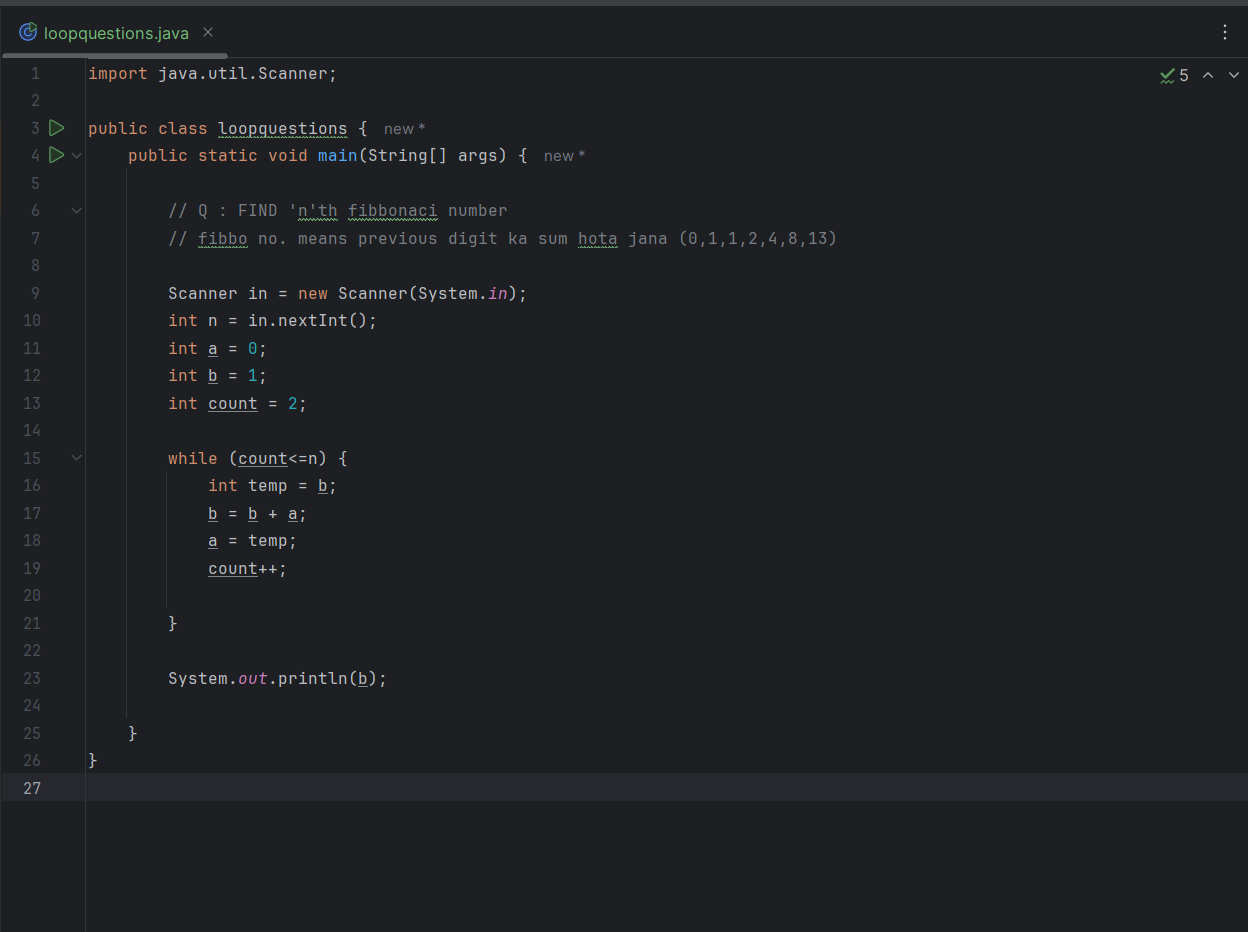 loopquestions.java
5
1 import java.util.Scanner;
2
3 public class loopquestions { new *
4 public static void main(String[] args) { new *
5
6 // Q : FIND 'n'th fibbonaci number
7 // fibbo no. means previous digit ka sum hota jana (0,1,1,2,4,8,13)
8
9 Scanner in = new Scanner(System.in);
10 int n = in.nextInt();
11 int a = 0;
12 int b = 1;
13 int count = 2;
14
15 while (count<=n) {
16 int temp = b;
17 b = b + a;
18 a = temp;
19 count++;
20
21 }
22
23 System.out.println(b);
24
25 }
26 }
27